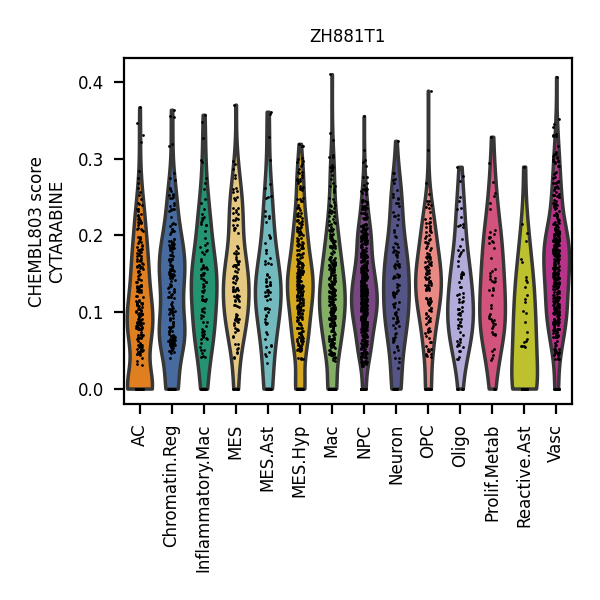 ZH881T1
CHEMBL803 score
CYTARABINE
0.4
0.3
0.2
0.1
0.0
AC
Chromatin.Reg
Inflammatory.Mac
MES
MES.Ast
MES.Hyp
Mac
NPC
Neuron
OPC
Oligo
Prolif.Metab
Reactive.Ast
Vasc